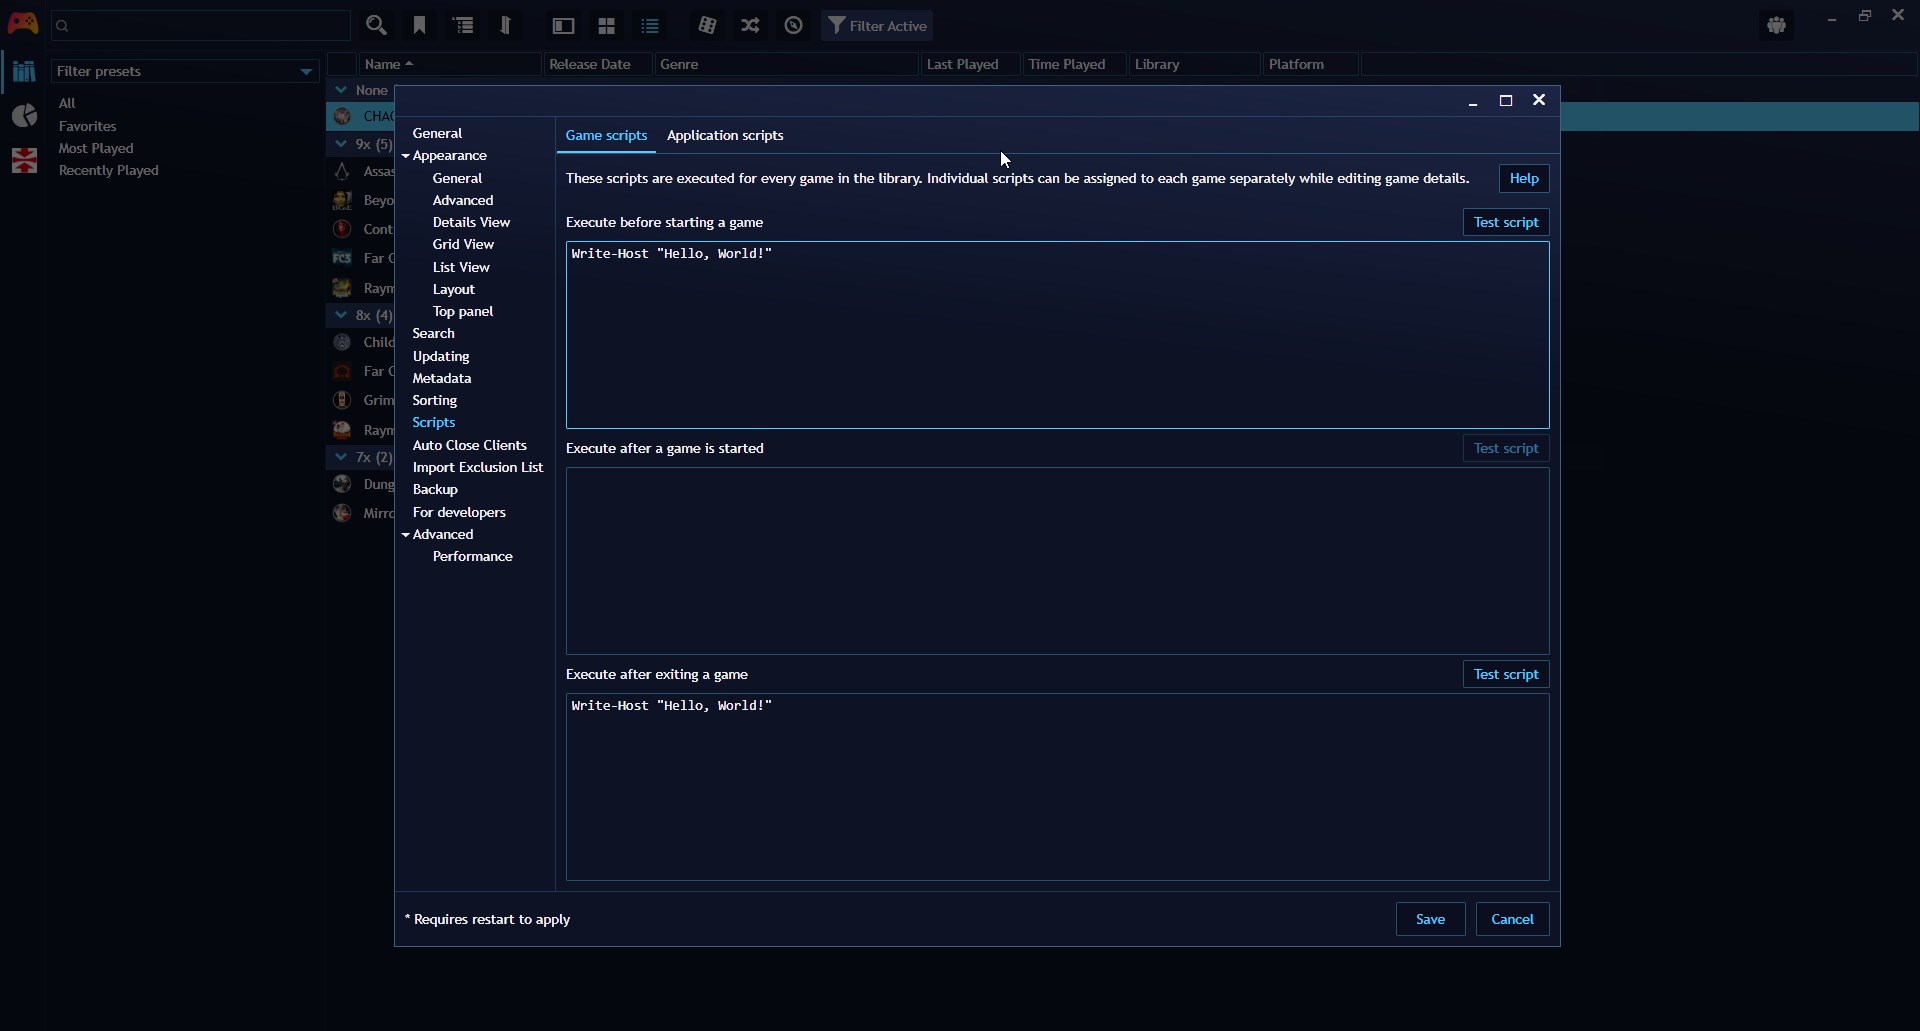 Filter Active
Filter presets
All
Favorites
Most Played
Recently Played
Name
Release Date
Genre
Last Played
Time Played
Library
Platform
None
CHAO
9x (5)
Assas
Beyo
Cont
FC3
Far C
Raym
8x (4)
Child
Far C
Grim
Raym
7x (2)
Dung
Mirro
General
Appearance
General
Advanced
Details View
Grid View
List View
Layout
Top panel
Search
Updating
Metadata
Sorting
Scripts
Auto Close Clients
Import Exclusion List
Backup
For developers
Advanced
Performance
Game scripts
Application scripts
These scripts are executed for every game in the library. Individual scripts can be assigned to each game separately while editing game details.
Help
Execute before starting a game
Test script
Write-Host "Hello, World!"
Execute after a game is started
Test script
Execute after exiting a game
Test script
Write-Host "Hello, World!"
* Requires restart to apply
Save
Cancel